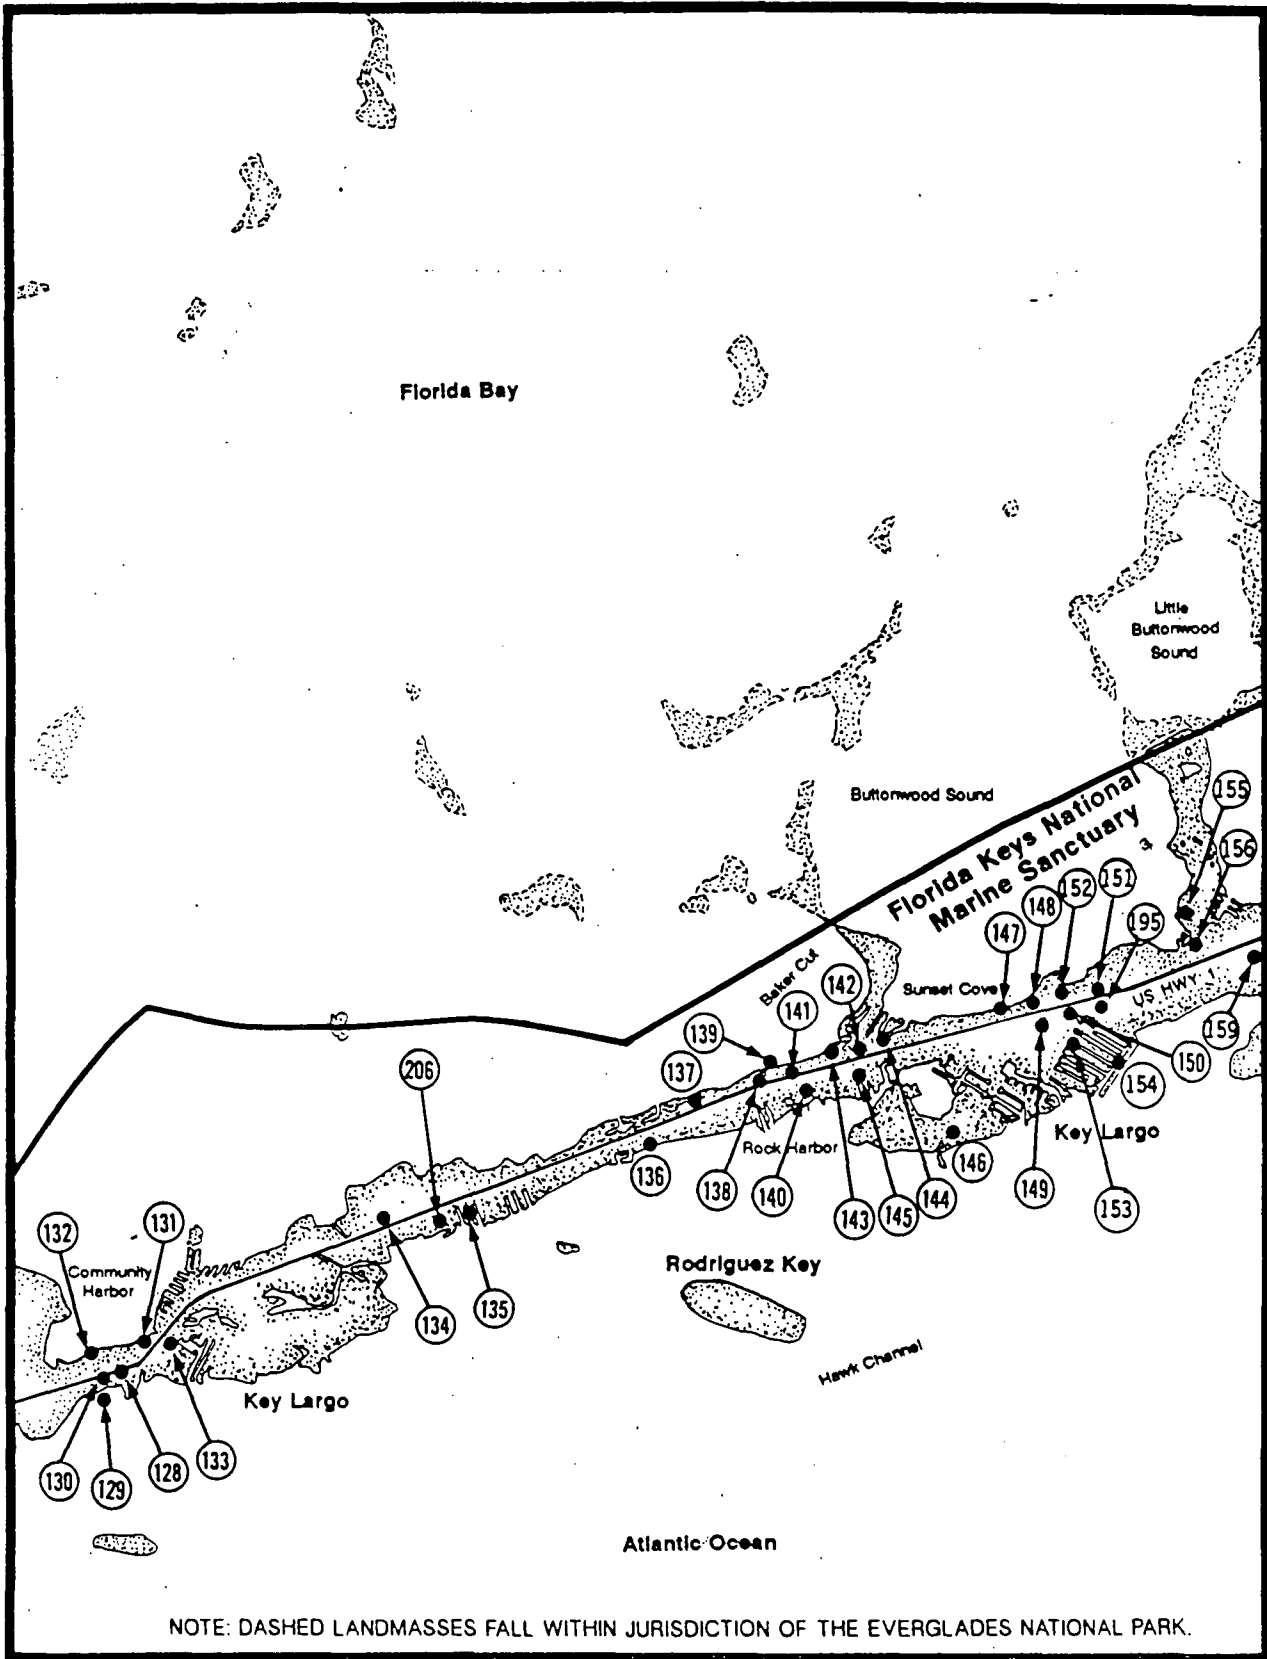 Florida Bay
Little
Buttonwood
Sound
Buttonwood Sound
Florida Keys National
Marine Sanctuary
155
156
152
151
148
195
147
Baker Cut
142
Sunset Cove
US HWY 1
141
139
159
137
150
206
154
Key Largo
Rock Harbor
136
146
138
140
149
144
153
143
145
131
132
Rodriguez Key
Community
Harbor
135
134
Hawk Channel
Key Largo
133
128
130
129
Atlantic Ocean
NOTE: DASHED LANDMASSES FALL WITHIN JURISDICTION OF THE EVERGLADES NATIONAL PARK.